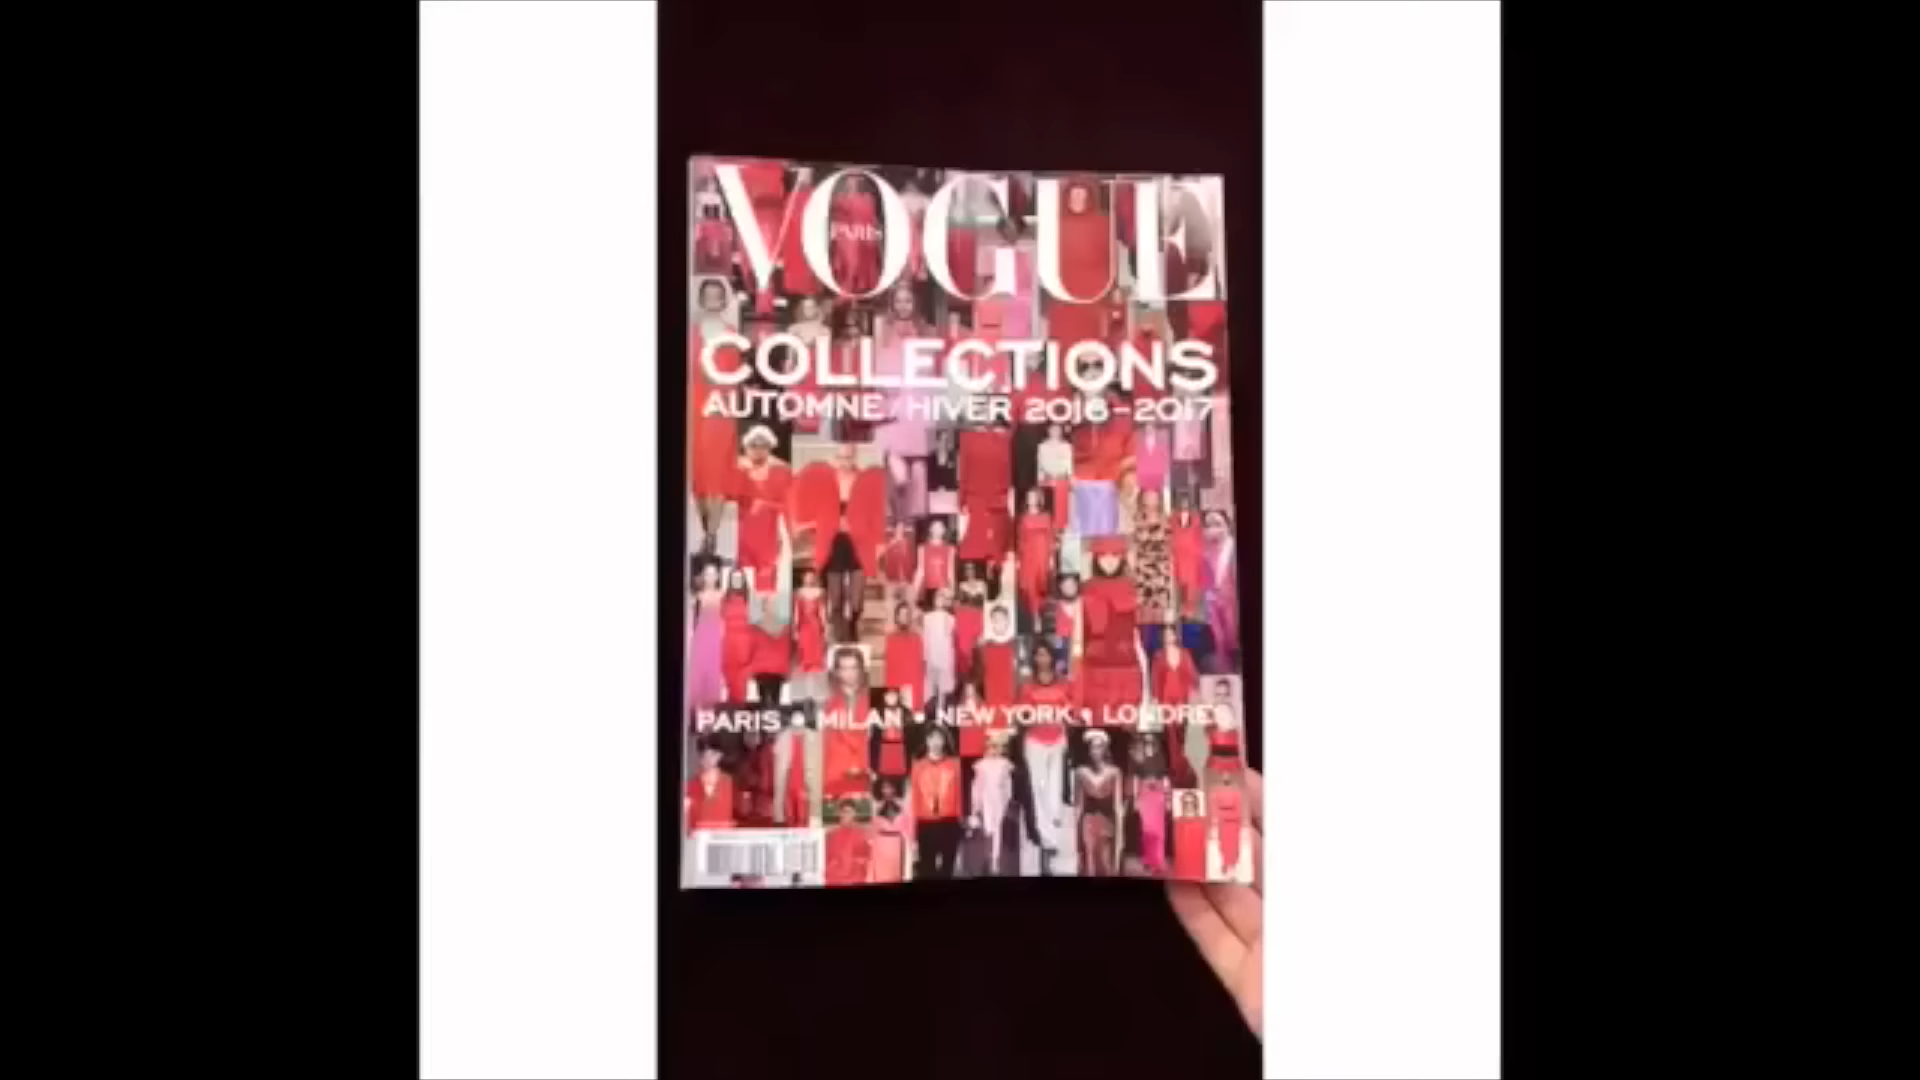 VOGUE
PARIS
COLLECTIONS
AUTOMNE/HIVER 2016-2017
PARIS • MILAN • NEW YORK • LONDRES